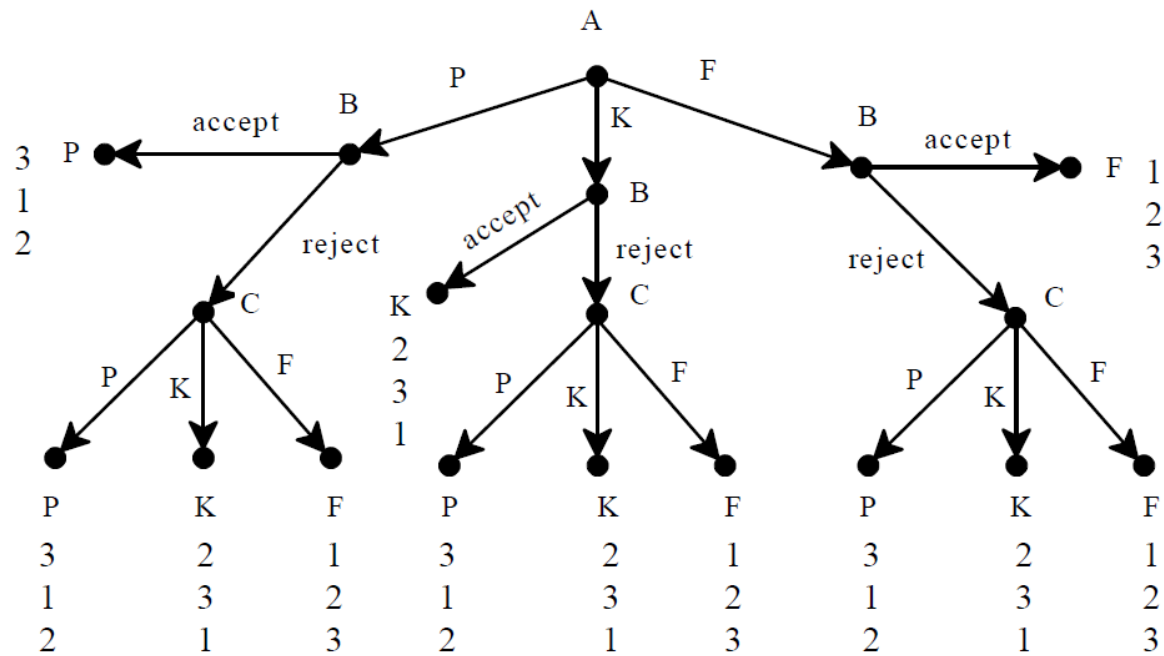 A
P
F
B
K
B
accept
accept
P
F
3
1
2
1
2
3
accept
B
reject
reject
reject
C
K
2
3
1
C
C
P
K
F
P
K
F
P
K
F
P K F P K F P K F
3 2 1 3 2 1 3 2 1
1 3 2 1 3 2 1 3 2
2 1 3 2 1 3 2 1 3